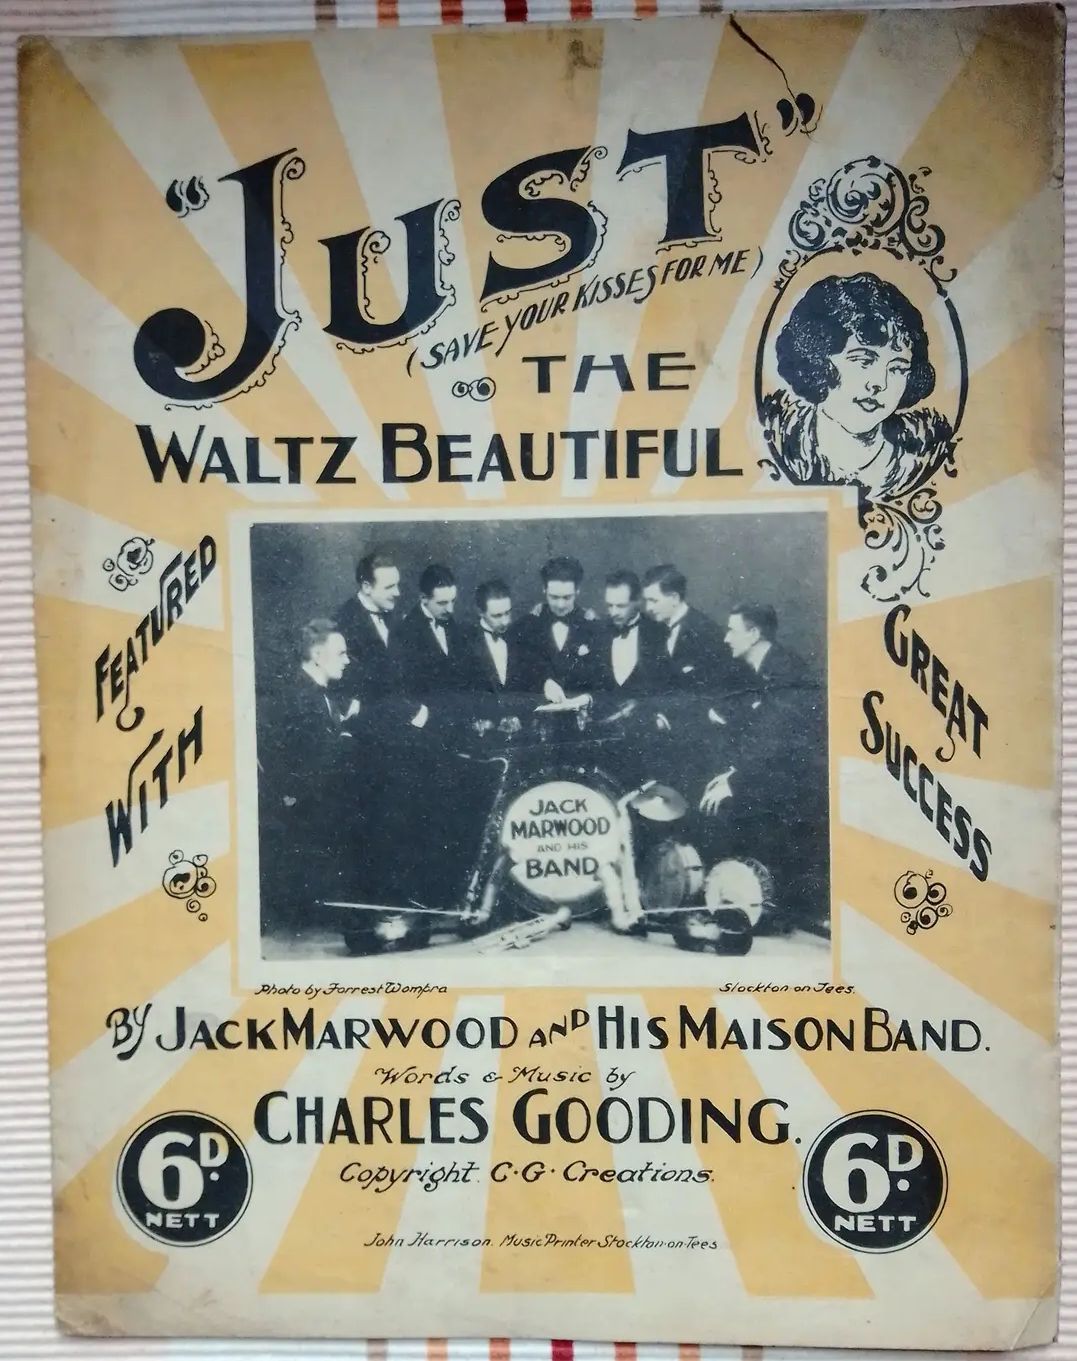 "JUST"
(SAVE YOUR KISSES FOR ME)
THE
WALTZ BEAUTIFUL
FEATURED
WITH
GREAT
SUCCESS
JACK
MARWOOD
AND HIS
BAND
Photo by Forrest Wompra
Stockton on Tees.
BY JACK MARWOOD AND HIS MAISON BAND.
Words & Music by
CHARLES GOODING.
Copyright. C.G. Creations.
6D.
NETT
6D.
NETT
John Harrison. Music Printer Stockton-on-Tees